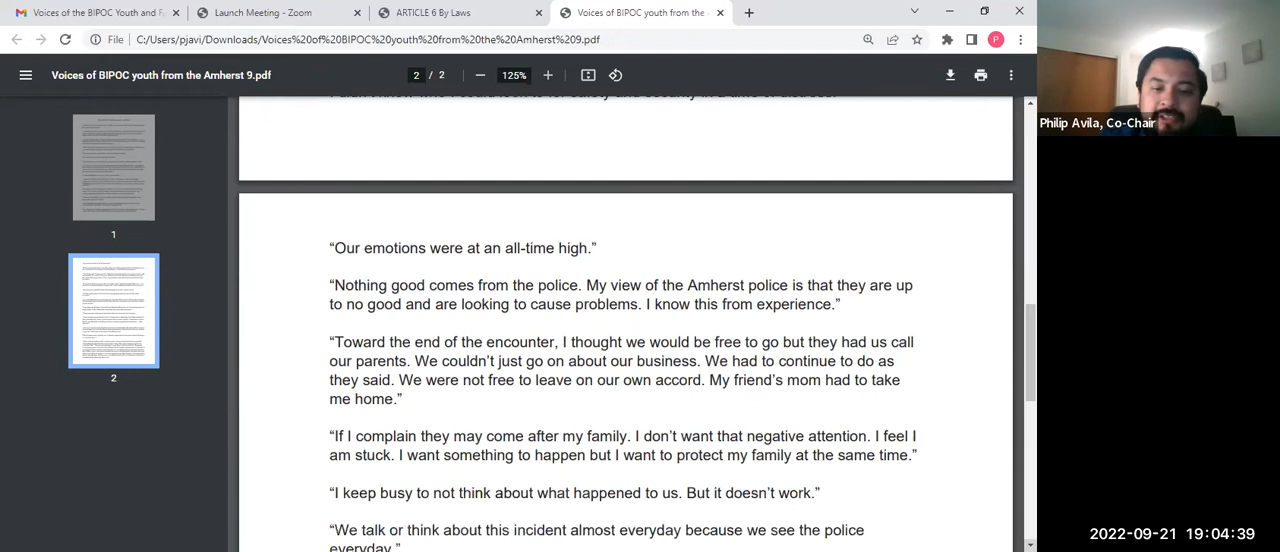 Voices of the BIPOC Youth and F
Launch Meeting - Zoom
ARTICLE 6 By Laws
Voices of BIPOC youth from the
File
C:/Users/pjavi/Downloads/Voices%20of%20BIPOC%20youth%20from%20the%20Amherst%209.pdf
P
Voices of BIPOC youth from the Amherst 9.pdf
2 / 2
125%
Philip Avila, Co-Chair
1
2
“Our emotions were at an all-time high.”
“Nothing good comes from the police. My view of the Amherst police is that they are up
to no good and are looking to cause problems. I know this from experience.”
“Toward the end of the encounter, I thought we would be free to go but they had us call
our parents. We couldn’t just go on about our business. We had to continue to do as
they said. We were not free to leave on our own accord. My friend’s mom had to take
me home.”
“If I complain they may come after my family. I don’t want that negative attention. I feel I
am stuck. I want something to happen but I want to protect my family at the same time.”
“I keep busy to not think about what happened to us. But it doesn’t work.”
“We talk or think about this incident almost everyday because we see the police
everyday.”
2022-09-21 19:04:39